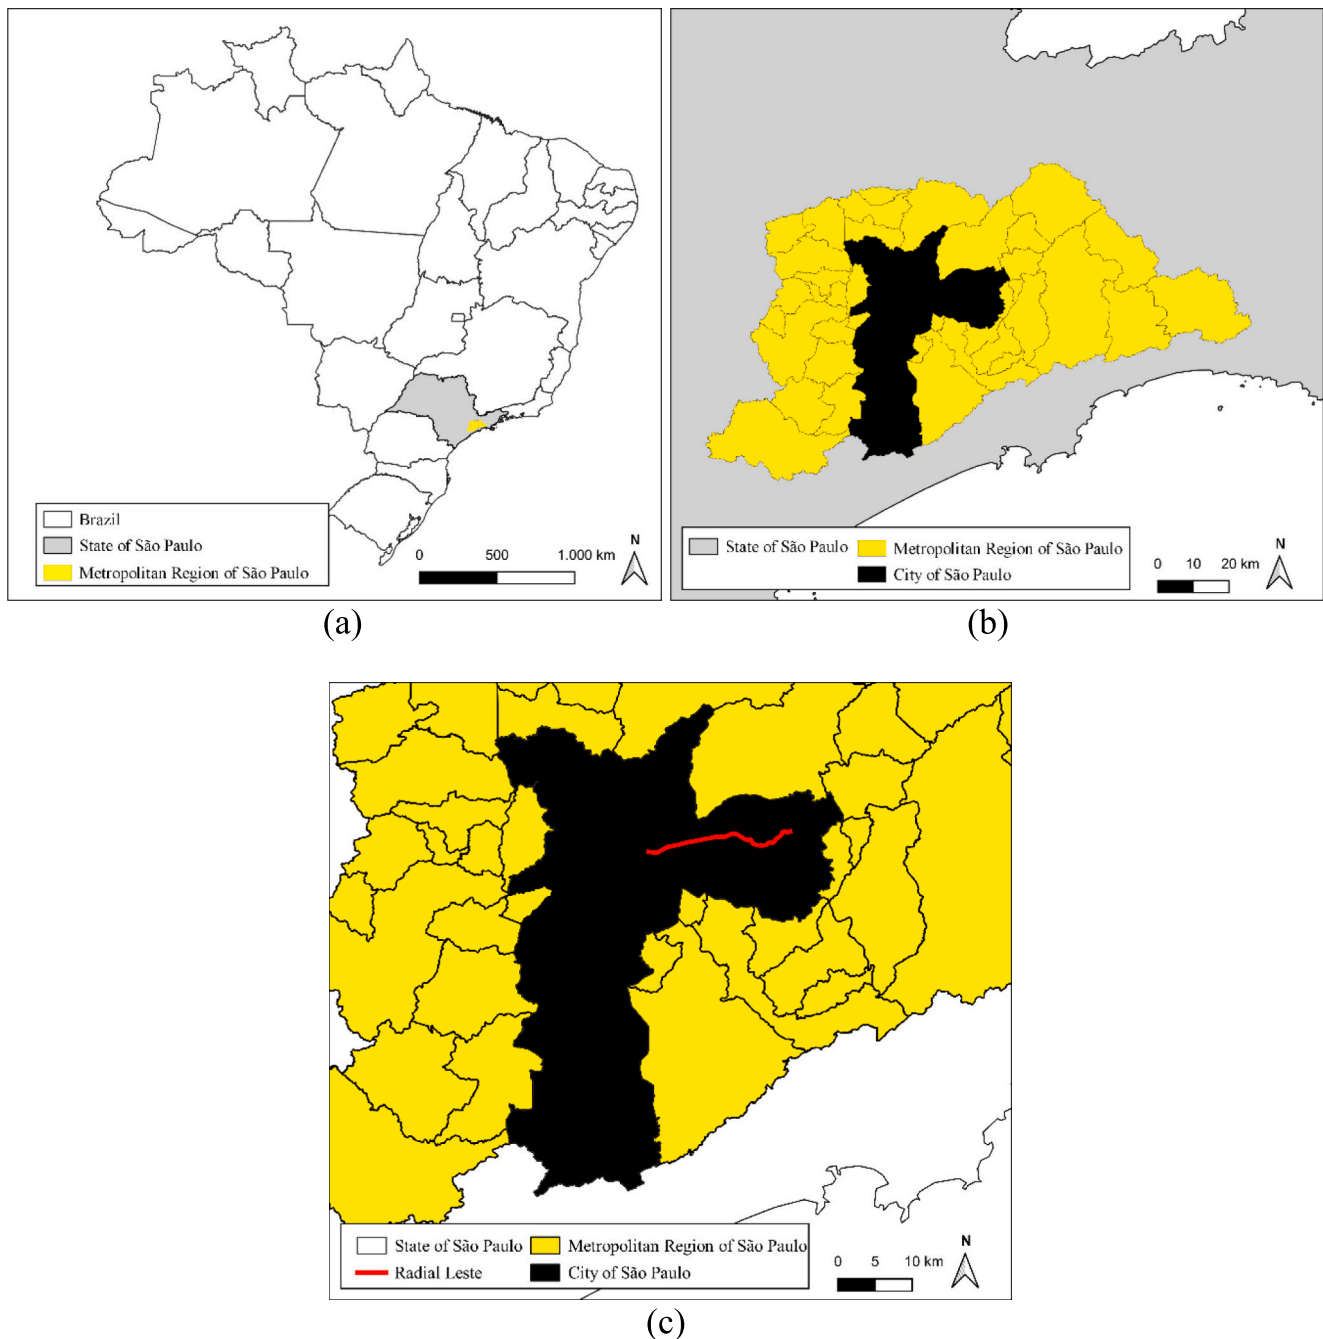 Brazil
State of São Paulo
Metropolitan Region of São Paulo
0 500 1.000 km
N
(a)
State of São Paulo
Metropolitan Region of São Paulo
City of São Paulo
0 10 20 km
N
(b)
State of São Paulo
Metropolitan Region of São Paulo
Radial Leste
City of São Paulo
0 5 10 km
N
(c)